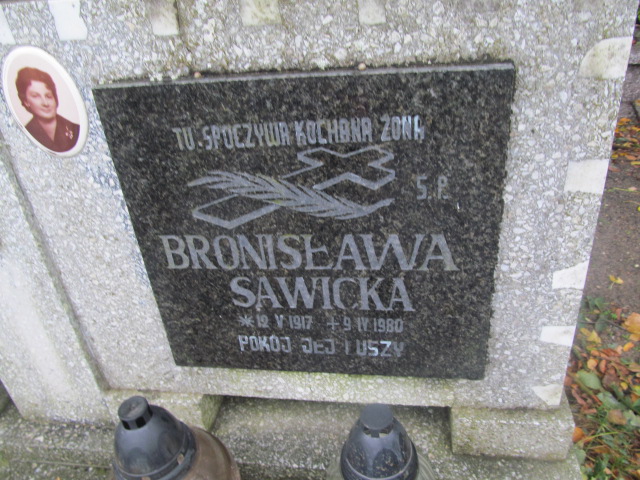 TU SPOCZYWA KOCHANA ŻONA
Ś.P.
BRONISŁAWA
SAWICKA
*12 V 1917 +9 IV 1980
POKÓJ JEJ DUSZY